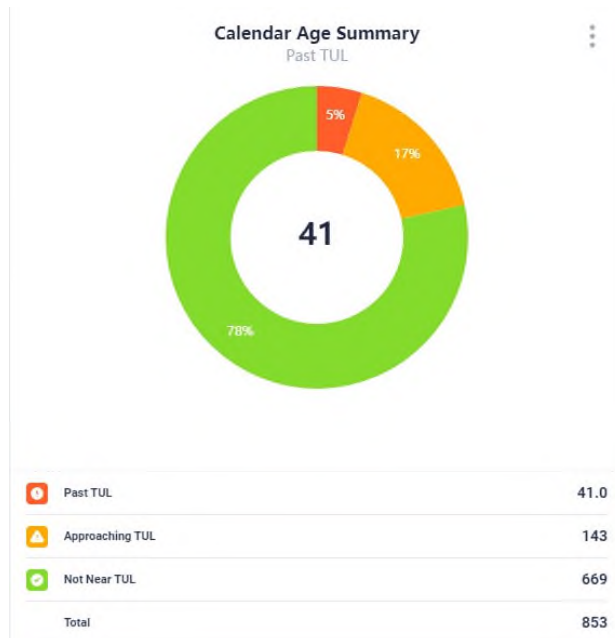 Calendar Age Summary
Past TUL
5%
17%
41
78%
Past TUL 41.0
Approaching TUL 143
Not Near TUL 669
Total 853